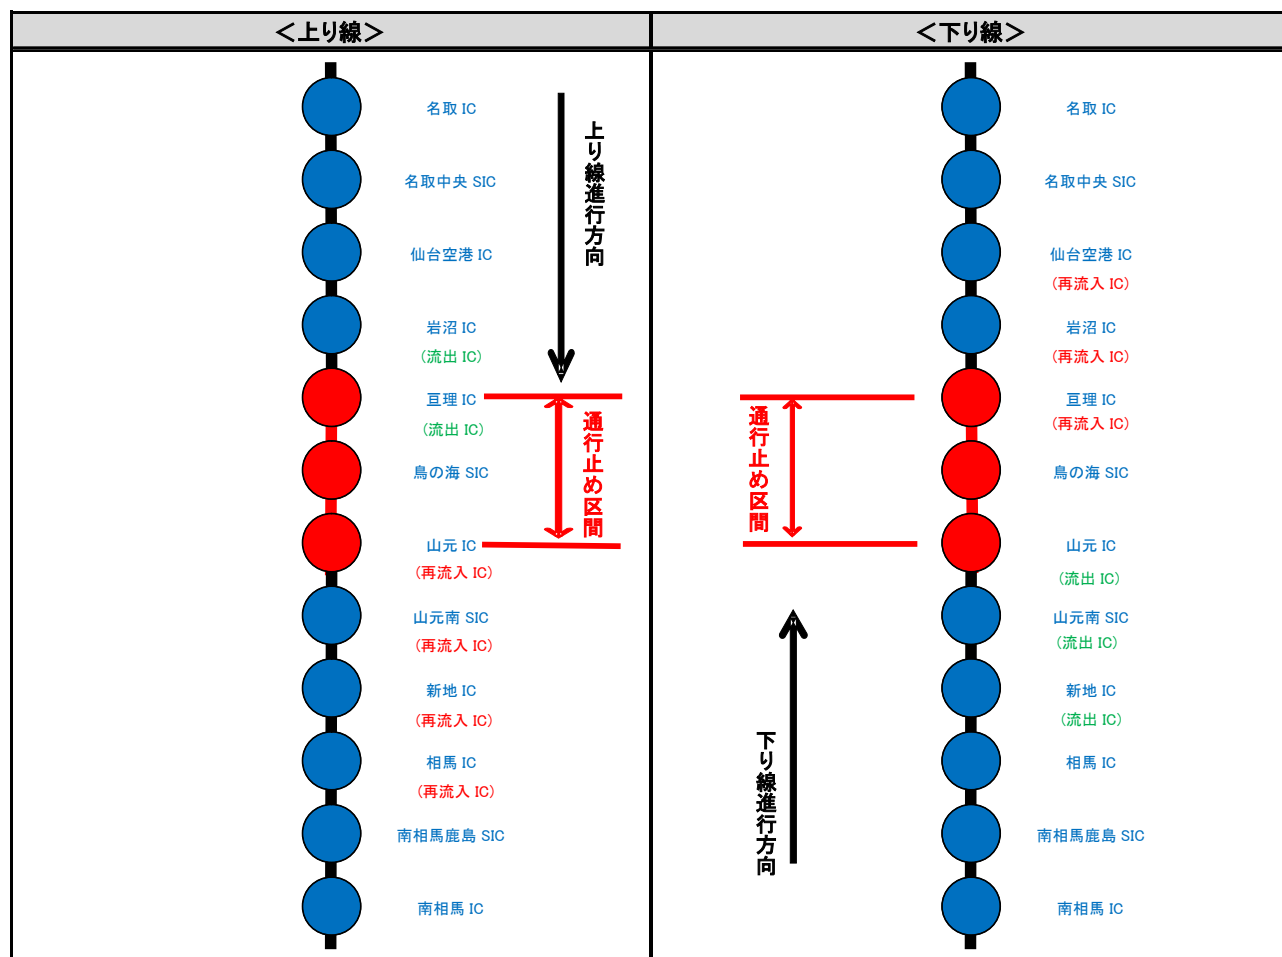 ＜上り線＞
名取 IC
名取中央 SIC
仙台空港 IC
岩沼 IC
(流出 IC)
亘理 IC
(流出 IC)
鳥の海 SIC
山元 IC
(再流入 IC)
山元南 SIC
(再流入 IC)
新地 IC
(再流入 IC)
相馬 IC
(再流入 IC)
南相馬鹿島 SIC
南相馬 IC
上り線進行方向
通行止め区間
＜下り線＞
名取 IC
名取中央 SIC
仙台空港 IC
(再流入 IC)
岩沼 IC
(再流入 IC)
亘理 IC
(再流入 IC)
鳥の海 SIC
山元 IC
(流出 IC)
山元南 SIC
(流出 IC)
新地 IC
(流出 IC)
相馬 IC
南相馬鹿島 SIC
南相馬 IC
通行止め区間
下り線進行方向